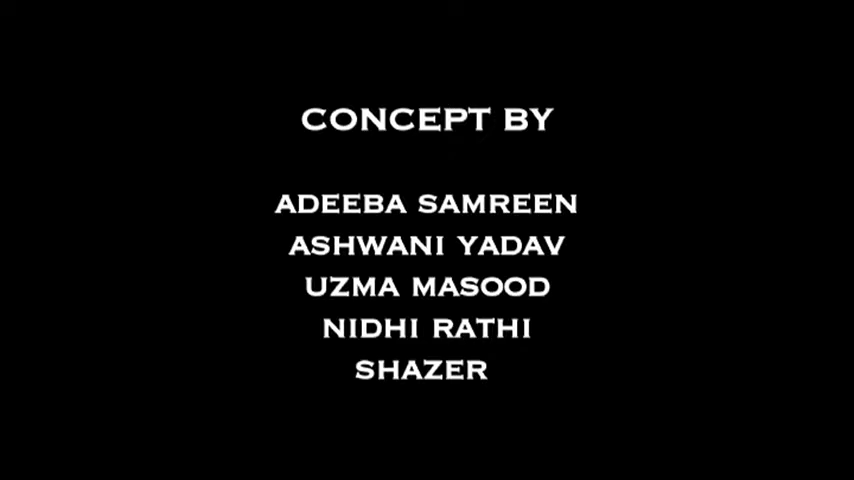 CONCEPT BY
ADEEBA SAMREEN
ASHWANI YADAV
UZMA MASOOD
NIDHI RATHI
SHAZER